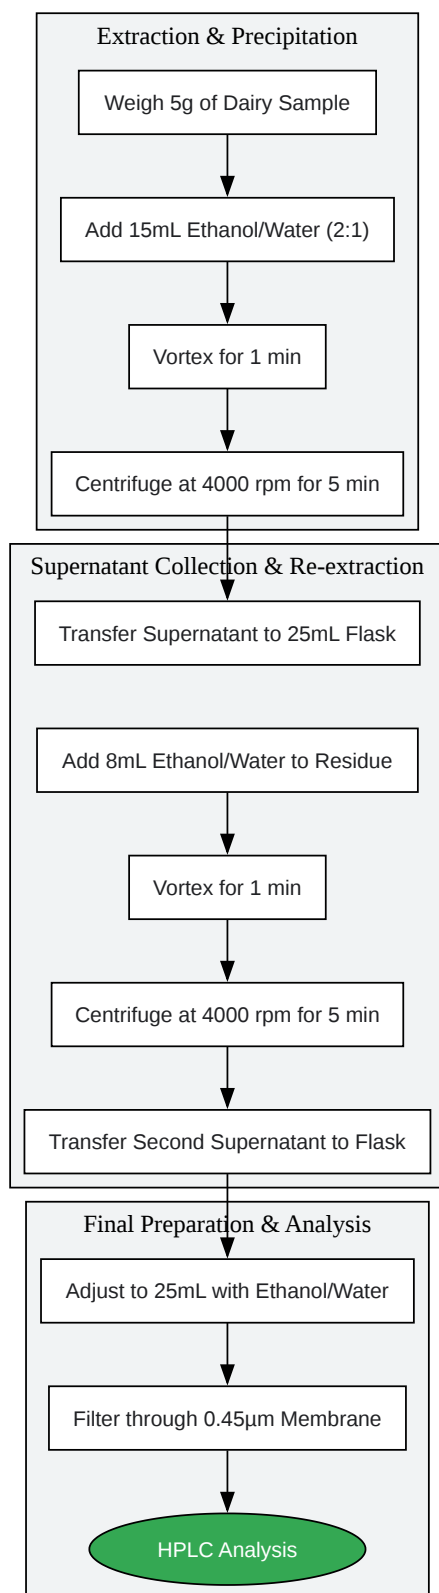 Extraction & Precipitation
Weigh 5g of Dairy Sample
Add 15mL Ethanol/Water (2:1)
Vortex for 1 min
Centrifuge at 4000 rpm for 5 min
Supernatant Collection & Re-extraction
Transfer Supernatant to 25mL Flask
Add 8mL Ethanol/Water to Residue
Vortex for 1 min
Centrifuge at 4000 rpm for 5 min
Transfer Second Supernatant to Flask
Final Preparation & Analysis
Adjust to 25mL with Ethanol/Water
Filter through 0.45µm Membrane
HPLC Analysis